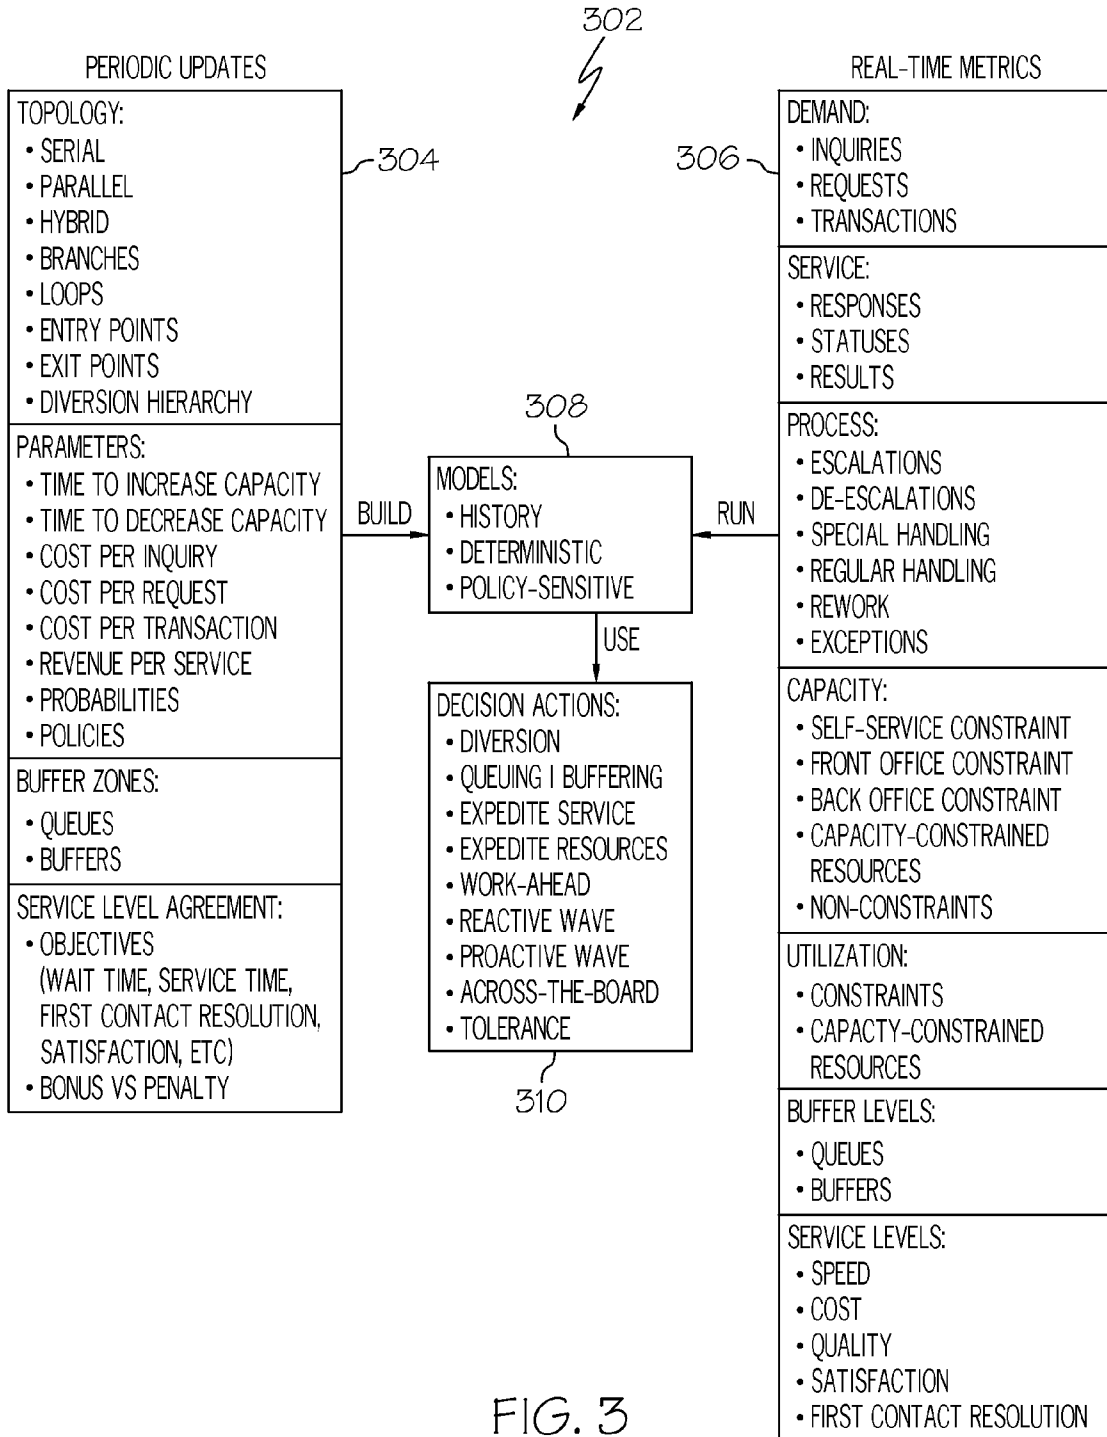 302
PERIODIC UPDATES
TOPOLOGY:
• SERIAL
• PARALLEL
• HYBRID
• BRANCHES
• LOOPS
• ENTRY POINTS
• EXIT POINTS
• DIVERSION HIERARCHY
PARAMETERS:
• TIME TO INCREASE CAPACITY
• TIME TO DECREASE CAPACITY
• COST PER INQUIRY
• COST PER REQUEST
• COST PER TRANSACTION
• REVENUE PER SERVICE
• PROBABILITIES
• POLICIES
BUFFER ZONES:
• QUEUES
• BUFFERS
SERVICE LEVEL AGREEMENT:
• OBJECTIVES
(WAIT TIME, SERVICE TIME,
FIRST CONTACT RESOLUTION,
SATISFACTION, ETC)
• BONUS VS PENALTY
304
BUILD
308
MODELS:
• HISTORY
• DETERMINISTIC
• POLICY-SENSITIVE
USE
DECISION ACTIONS:
• DIVERSION
• QUEUING I BUFFERING
• EXPEDITE SERVICE
• EXPEDITE RESOURCES
• WORK-AHEAD
• REACTIVE WAVE
• PROACTIVE WAVE
• ACROSS-THE-BOARD
• TOLERANCE
310
RUN
306
REAL-TIME METRICS
DEMAND:
• INQUIRIES
• REQUESTS
• TRANSACTIONS
SERVICE:
• RESPONSES
• STATUSES
• RESULTS
PROCESS:
• ESCALATIONS
• DE-ESCALATIONS
• SPECIAL HANDLING
• REGULAR HANDLING
• REWORK
• EXCEPTIONS
CAPACITY:
• SELF-SERVICE CONSTRAINT
• FRONT OFFICE CONSTRAINT
• BACK OFFICE CONSTRAINT
• CAPACITY-CONSTRAINED
RESOURCES
• NON-CONSTRAINTS
UTILIZATION:
• CONSTRAINTS
• CAPACTY-CONSTRAINED
RESOURCES
BUFFER LEVELS:
• QUEUES
• BUFFERS
SERVICE LEVELS:
• SPEED
• COST
• QUALITY
• SATISFACTION
• FIRST CONTACT RESOLUTION
FIG. 3